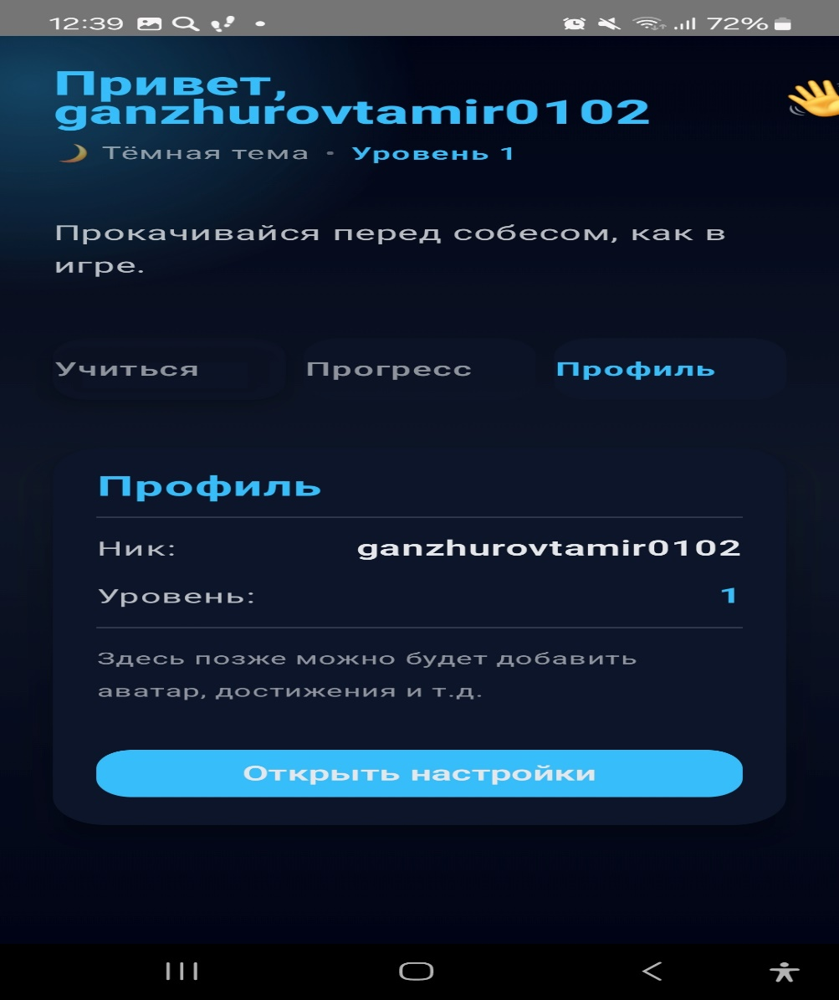 12:39 72%
Привет,
ganzhurovtamir0102 👋
🌙 Тёмная тема • Уровень 1
Прокачивайся перед собесом, как в
игре.
Учиться Прогресс Профиль
Профиль
Ник: ganzhurovtamir0102
Уровень: 1
Здесь позже можно будет добавить
аватар, достижения и т.д.
Открыть настройки